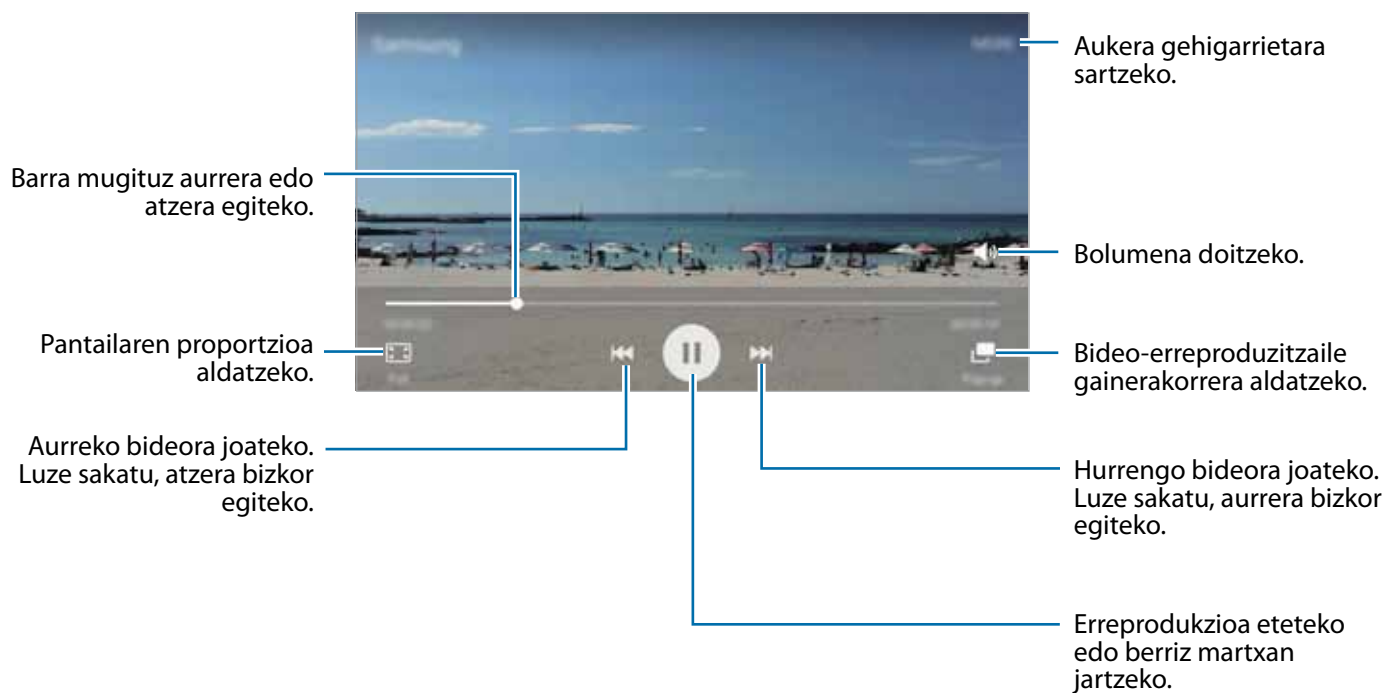 Samsung
Aukera gehigarrietara
sartzeko.
Barra mugituz aurrera edo
atzera egiteko.
Bolumena doitzeko.
Pantailaren proportzioa
aldatzeko.
Bideo-erreproduzitzaile
gainerakorrera aldatzeko.
Aurreko bideora joateko.
Luze sakatu, atzera bizkor
egiteko.
Hurrengo bideora joateko.
Luze sakatu, aurrera bizkor
egiteko.
Erreprodukzioa eteteko
edo berriz martxan
jartzeko.